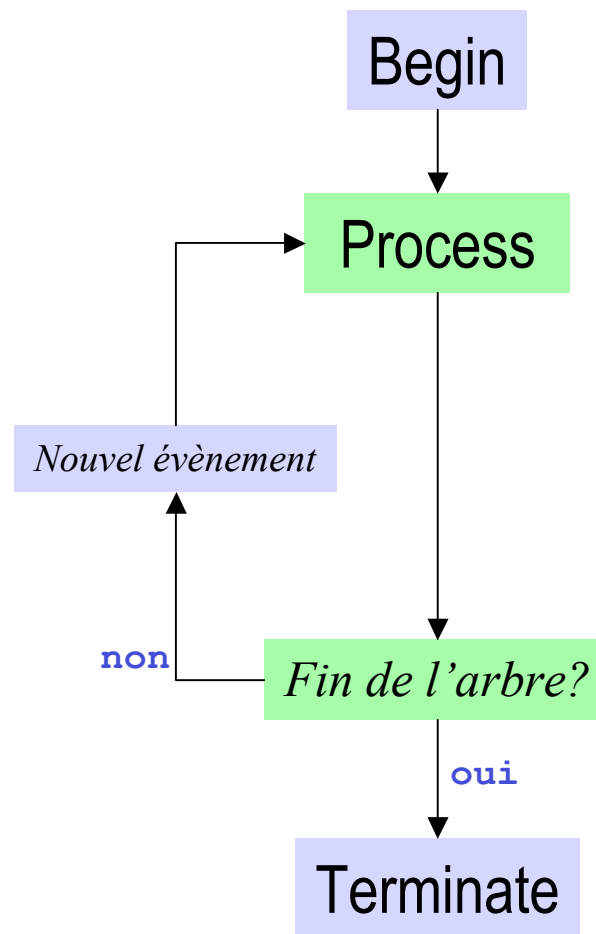 Begin
Process
Nouvel évènement
non
Fin de l’arbre?
oui
Terminate